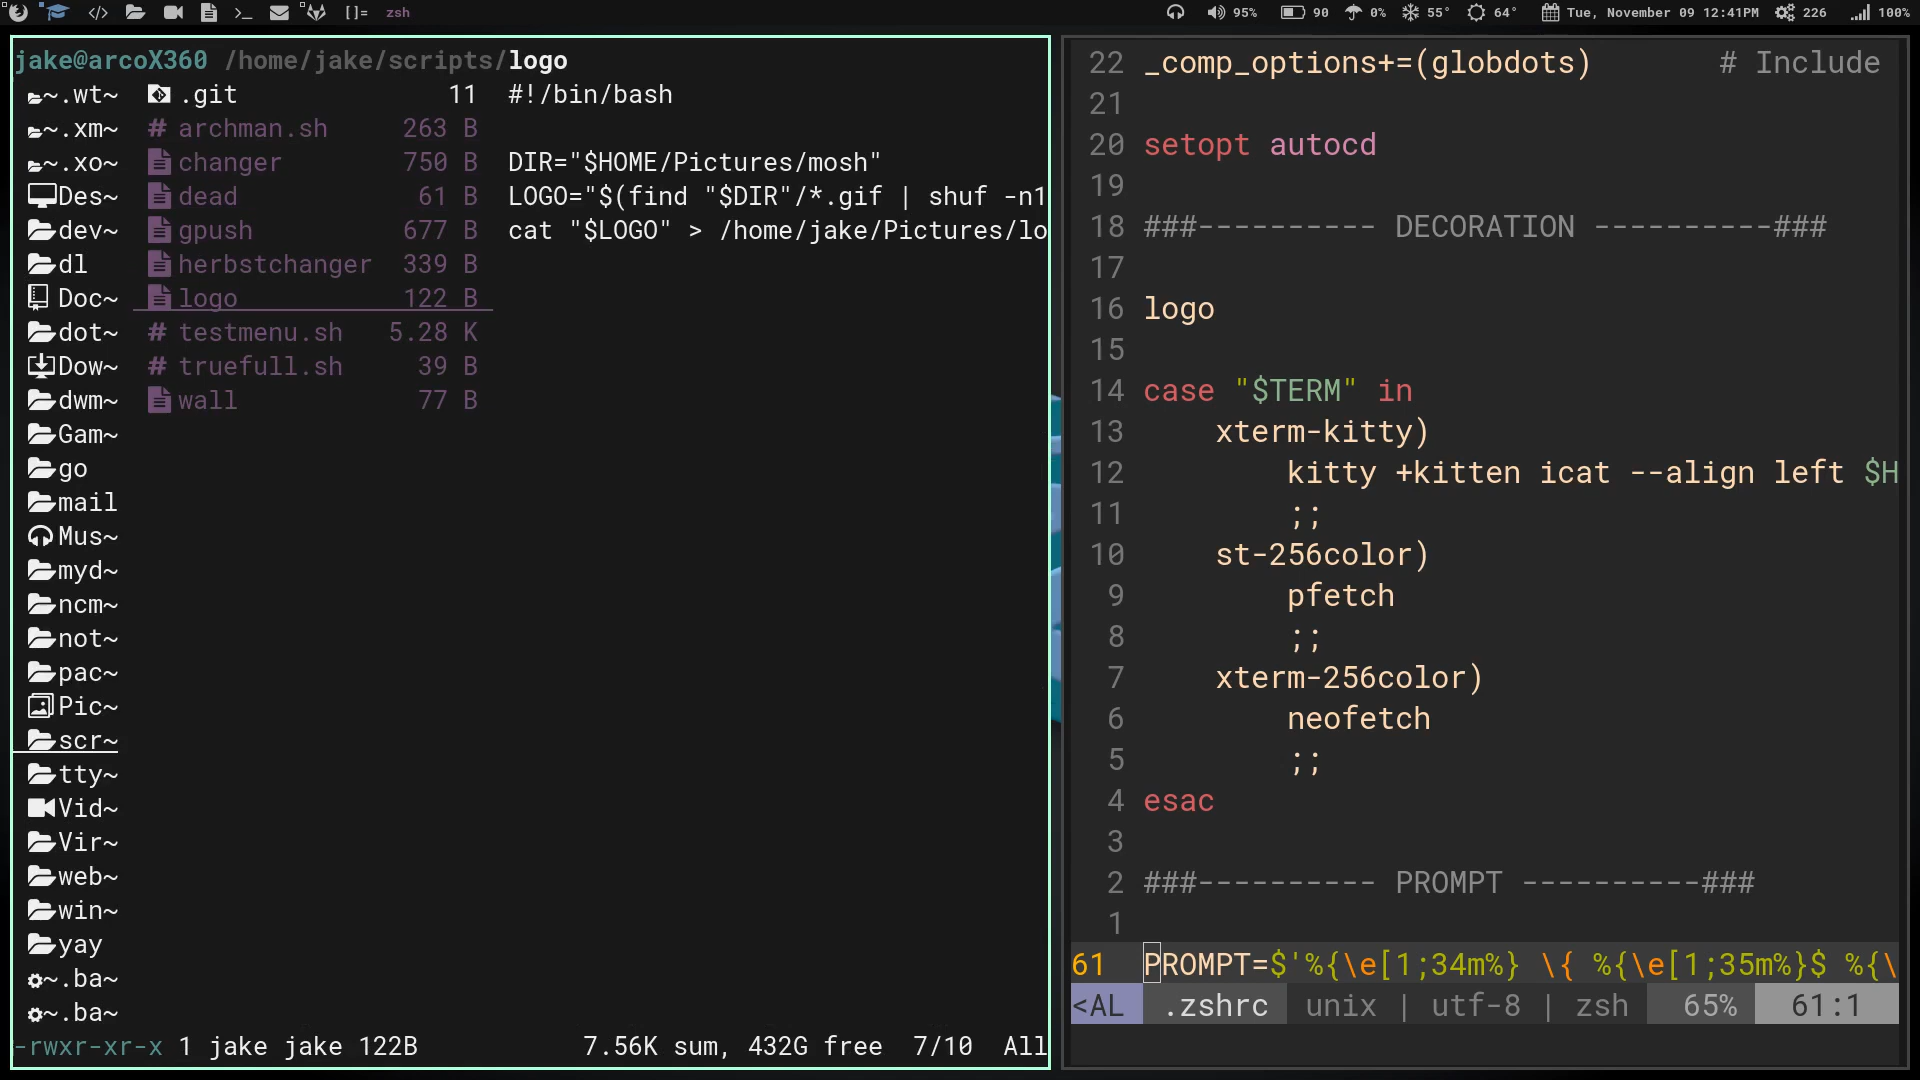 []= zsh 95% 90 0% 55° 64° Tue, November 09 12:41PM 226 100%
jake@arcoX360 /home/jake/scripts/logo
~.wt~ .git 11 #!/bin/bash
~.xm~ # archman.sh 263 B
~.xo~ changer 750 B DIR="$HOME/Pictures/mosh"
Des~ dead 61 B LOGO="$(find "$DIR"/*.gif | shuf -n1
dev~ gpush 677 B cat "$LOGO" > /home/jake/Pictures/lo
dl herbstchanger 339 B
Doc~ logo 122 B
dot~ # testmenu.sh 5.28 K
Dow~ # truefull.sh 39 B
dwm~ wall 77 B
Gam~
go
mail
Mus~
myd~
ncm~
not~
pac~
Pic~
scr~
tty~
Vid~
Vir~
web~
win~
yay
~.ba~
~.ba~
-rwxr-xr-x 1 jake jake 122B 7.56K sum, 432G free 7/10 All
22 _comp_options+=(globdots) # Include
21
20 setopt autocd
19
18 ###---------- DECORATION ----------###
17
16 logo
15
14 case "$TERM" in
13 xterm-kitty)
12 kitty +kitten icat --align left $H
11 ;;
10 st-256color)
9 pfetch
8 ;;
7 xterm-256color)
6 neofetch
5 ;;
4 esac
3
2 ###---------- PROMPT ----------###
1
61 PROMPT=$'%{\e[1;34m%} \{ %{\e[1;35m%}$ %{\
<AL .zshrc unix | utf-8 | zsh 65% 61:1